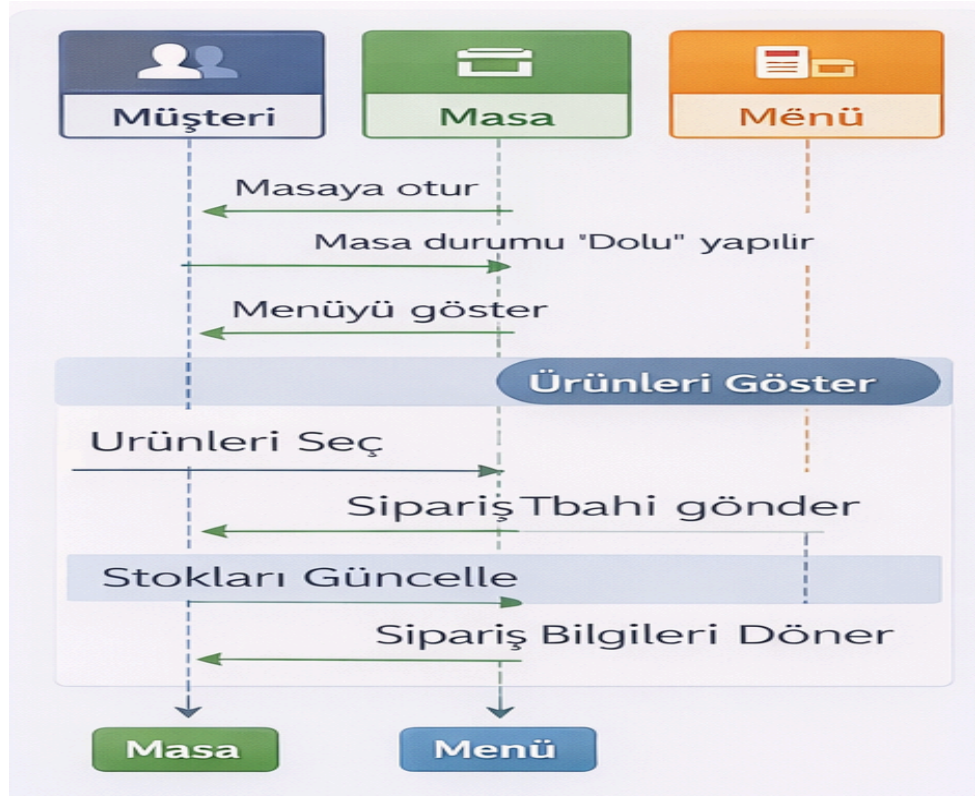 Müşteri
Masa
Mënü
Masaya otur
Masa durumu "Dolu" yapılir
Menüyü göster
Ürünleri Göster
Urünleri Seç
Sipariş Tbahi gönder
Stokları Güncelle
Sipariş Bilgileri Döner
Masa
Menü